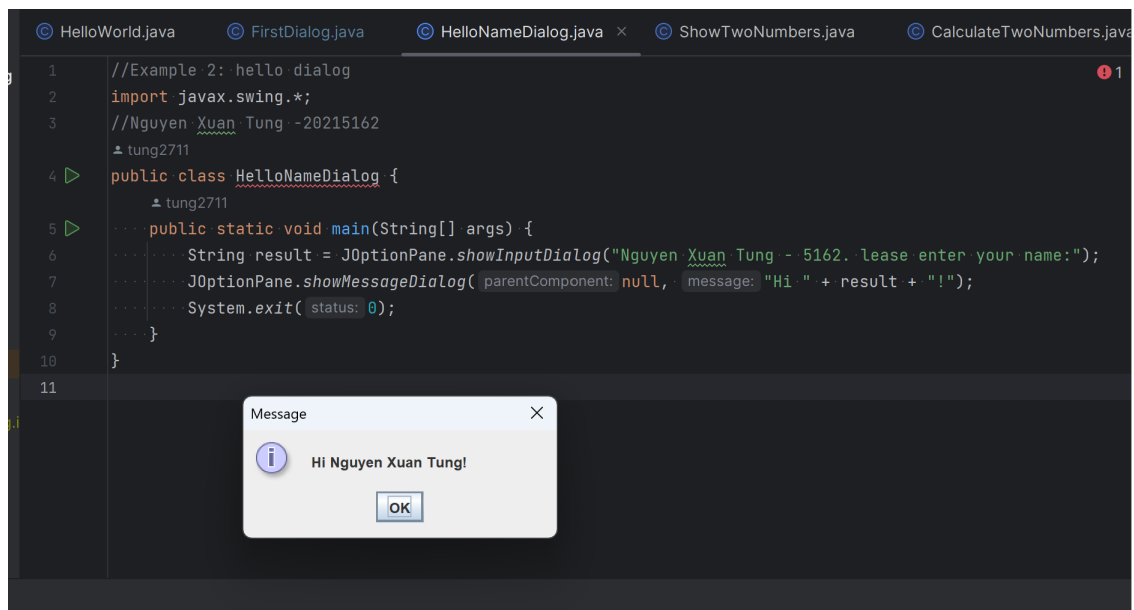 HelloWorld.java FirstDialog.java HelloNameDialog.java ShowTwoNumbers.java CalculateTwoNumbers.java
1 //Example 2: hello dialog 1
2 import javax.swing.*;
3 //Nguyen Xuan Tung -20215162
tung2711
4 public class HelloNameDialog {
tung2711
5 public static void main(String[] args) {
6 String result = JOptionPane.showInputDialog("Nguyen Xuan Tung - 5162. lease enter your name:");
7 JOptionPane.showMessageDialog( parentComponent: null, message: "Hi " + result + "!");
8 System.exit( status: 0);
9 }
10 }
11
Message
i
Hi Nguyen Xuan Tung!
OK